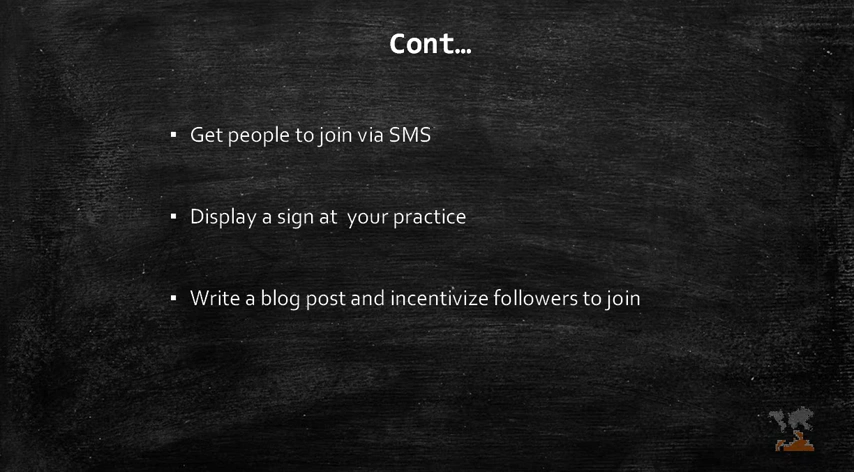 Cont…
▪ Get people to join via SMS
▪ Display a sign at  your practice
▪ Write a blog post and incentivize followers to join